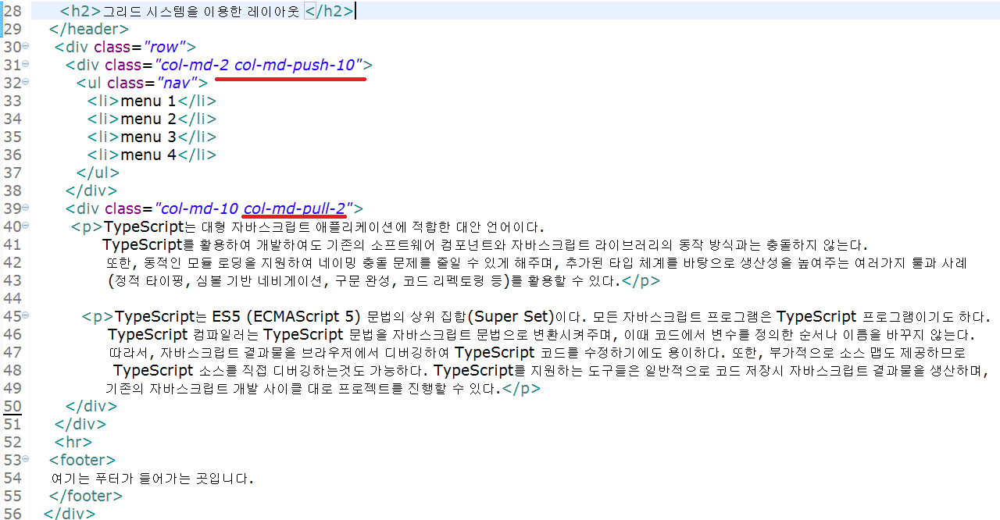 28 <h2>그리드 시스템을 이용한 레이아웃 </h2>
29 </header>
30 <div class="row">
31 <div class="col-md-2 col-md-push-10">
32 <ul class="nav">
33 <li>menu 1</li>
34 <li>menu 2</li>
35 <li>menu 3</li>
36 <li>menu 4</li>
37 </ul>
38 </div>
39 <div class="col-md-10 col-md-pull-2">
40 <p>TypeScript는 대형 자바스크립트 애플리케이션에 적합한 대안 언어이다.
41 TypeScript를 활용하여 개발하여도 기존의 소프트웨어 컴포넌트와 자바스크립트 라이브러리의 동작 방식과는 충돌하지 않는다.
42 또한, 동적인 모듈 로딩을 지원하여 네이밍 충돌 문제를 줄일 수 있게 해주며, 추가된 타입 체계를 바탕으로 생산성을 높여주는 여러가지 툴과 사례
43 (정적 타이핑, 심볼 기반 네비게이션, 구문 완성, 코드 리펙토링 등)를 활용할 수 있다.</p>
44
45 <p>TypeScript는 ES5 (ECMAScript 5) 문법의 상위 집합(Super Set)이다. 모든 자바스크립트 프로그램은 TypeScript 프로그램이기도 하다.
46 TypeScript 컴파일러는 TypeScript 문법을 자바스크립트 문법으로 변환시켜주며, 이때 코드에서 변수를 정의한 순서나 이름을 바꾸지 않는다.
47 따라서, 자바스크립트 결과물을 브라우저에서 디버깅하여 TypeScript 코드를 수정하기에도 용이하다. 또한, 부가적으로 소스 맵도 제공하므로
48 TypeScript 소스를 직접 디버깅하는것도 가능하다. TypeScript를 지원하는 도구들은 일반적으로 코드 저장시 자바스크립트 결과물을 생산하며,
49 기존의 자바스크립트 개발 사이클 대로 프로젝트를 진행할 수 있다.</p>
50 </div>
51 </div>
52 <hr>
53 <footer>
54 여기는 푸터가 들어가는 곳입니다.
55 </footer>
56 </div>